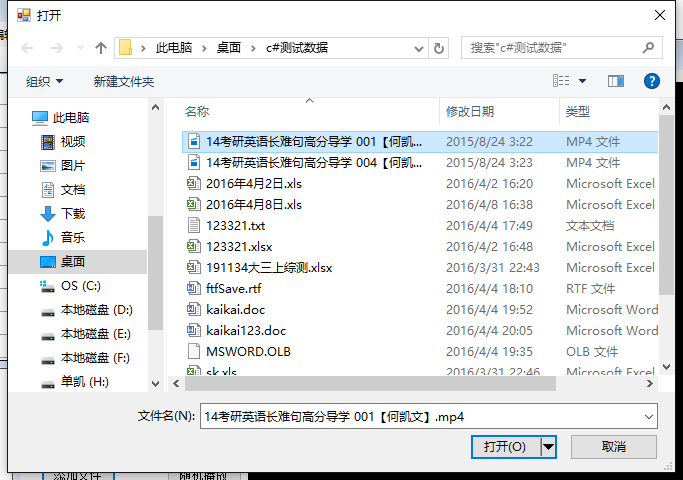 打开
此电脑 桌面 c#测试数据
搜索"c#测试数据"
组织 新建文件夹
此电脑
视频
图片
文档
下载
音乐
桌面
OS (C:)
本地磁盘 (D:)
本地磁盘 (E:)
本地磁盘 (F:)
单凯 (H:)
名称 修改日期 类型
14考研英语长难句高分导学 001【何凯... 2015/8/24 3:22 MP4 文件
14考研英语长难句高分导学 004【何凯... 2015/8/24 3:23 MP4 文件
2016年4月2日.xls 2016/4/2 16:20 Microsoft Excel
2016年4月8日.xls 2016/4/8 16:38 Microsoft Excel
123321.txt 2016/4/4 17:49 文本文档
123321.xlsx 2016/4/2 16:48 Microsoft Excel
191134大三上综测.xlsx 2016/3/31 22:43 Microsoft Excel
ftfSave.rtf 2016/4/4 18:10 RTF 文件
kaikai.doc 2016/4/4 19:52 Microsoft Word
kaikai123.doc 2016/4/4 20:05 Microsoft Word
MSWORD.OLB 2016/4/4 19:35 OLB 文件
sk.xls 2016/3/31 22:46 Microsoft Excel
文件名(N): 14考研英语长难句高分导学 001【何凯文】.mp4
打开(O) 取消
添加文件 随机播放